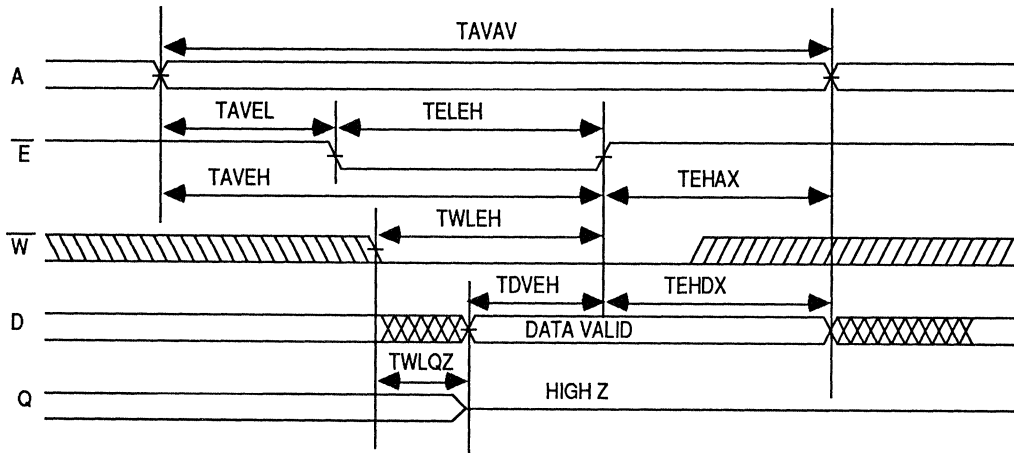 TAVAV
A
TAVEL TELEH
E
TAVEH TEHAX
TWLEH
W
TDVEH TEHDX
D DATA VALID
TWLQZ
Q HIGH Z